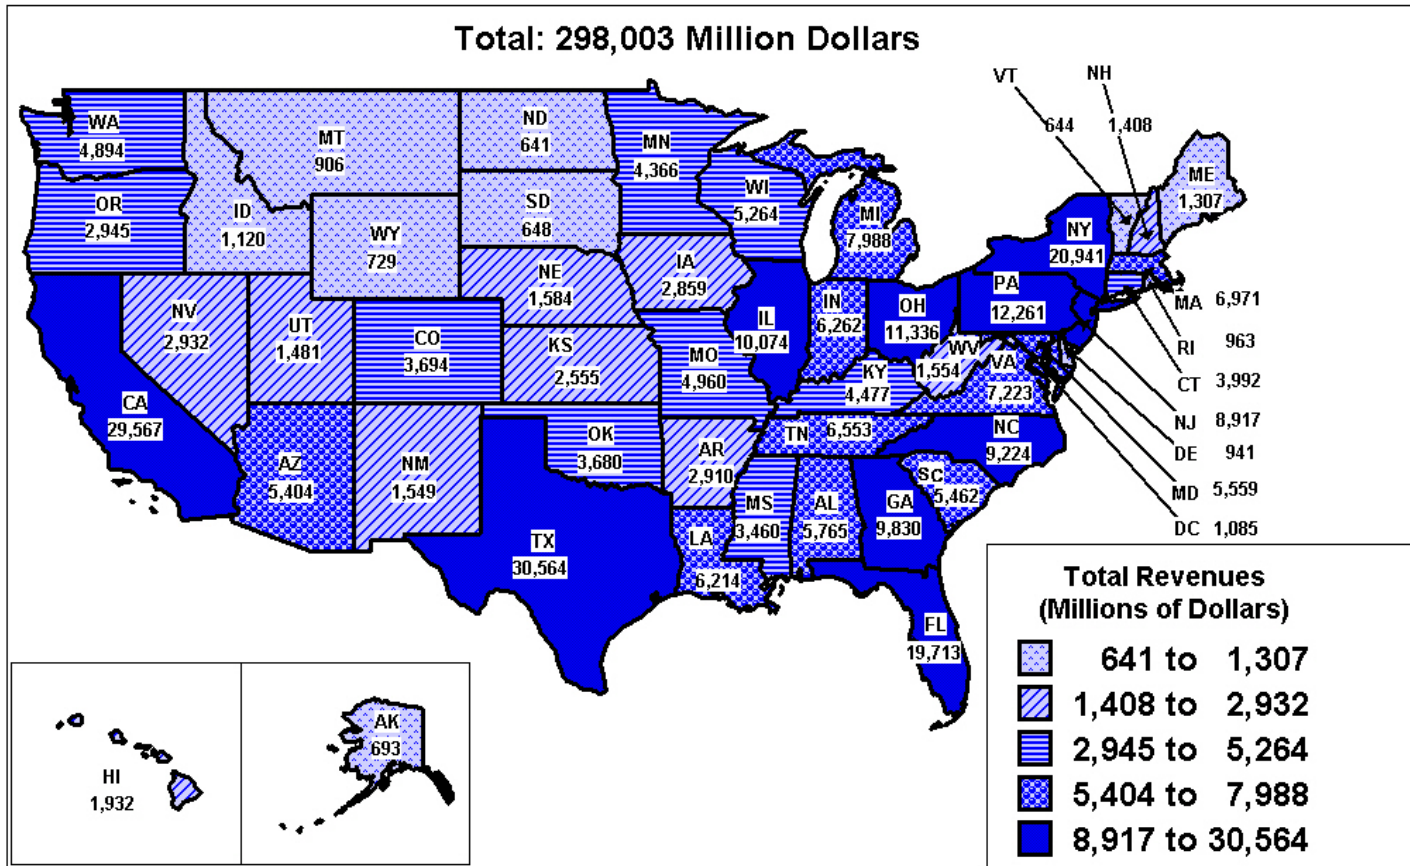 Total: 298,003 Million Dollars
VT
NH
644
1,408
WA
4,894
MT
906
ND
641
MN
4,366
ME
1,307
OR
2,945
ID
1,120
WY
729
SD
648
WI
5,264
MI
7,988
NY
20,941
NV
2,932
UT
1,481
NE
1,584
IA
2,859
IL
10,074
IN
6,262
OH
11,336
PA
12,261
MA 6,971
RI 963
CT 3,992
NJ 8,917
DE 941
MD 5,559
DC 1,085
CA
29,567
CO
3,694
KS
2,555
MO
4,960
KY
4,477
WV
1,554
VA
7,223
AZ
5,404
NM
1,549
OK
3,680
AR
2,910
TN 6,553
NC
9,224
SC
5,462
TX
30,564
LA
6,214
MS
3,460
AL
5,765
GA
9,830
FL
19,713
HI
1,932
AK
693
Total Revenues
(Millions of Dollars)
641 to 1,307
1,408 to 2,932
2,945 to 5,264
5,404 to 7,988
8,917 to 30,564